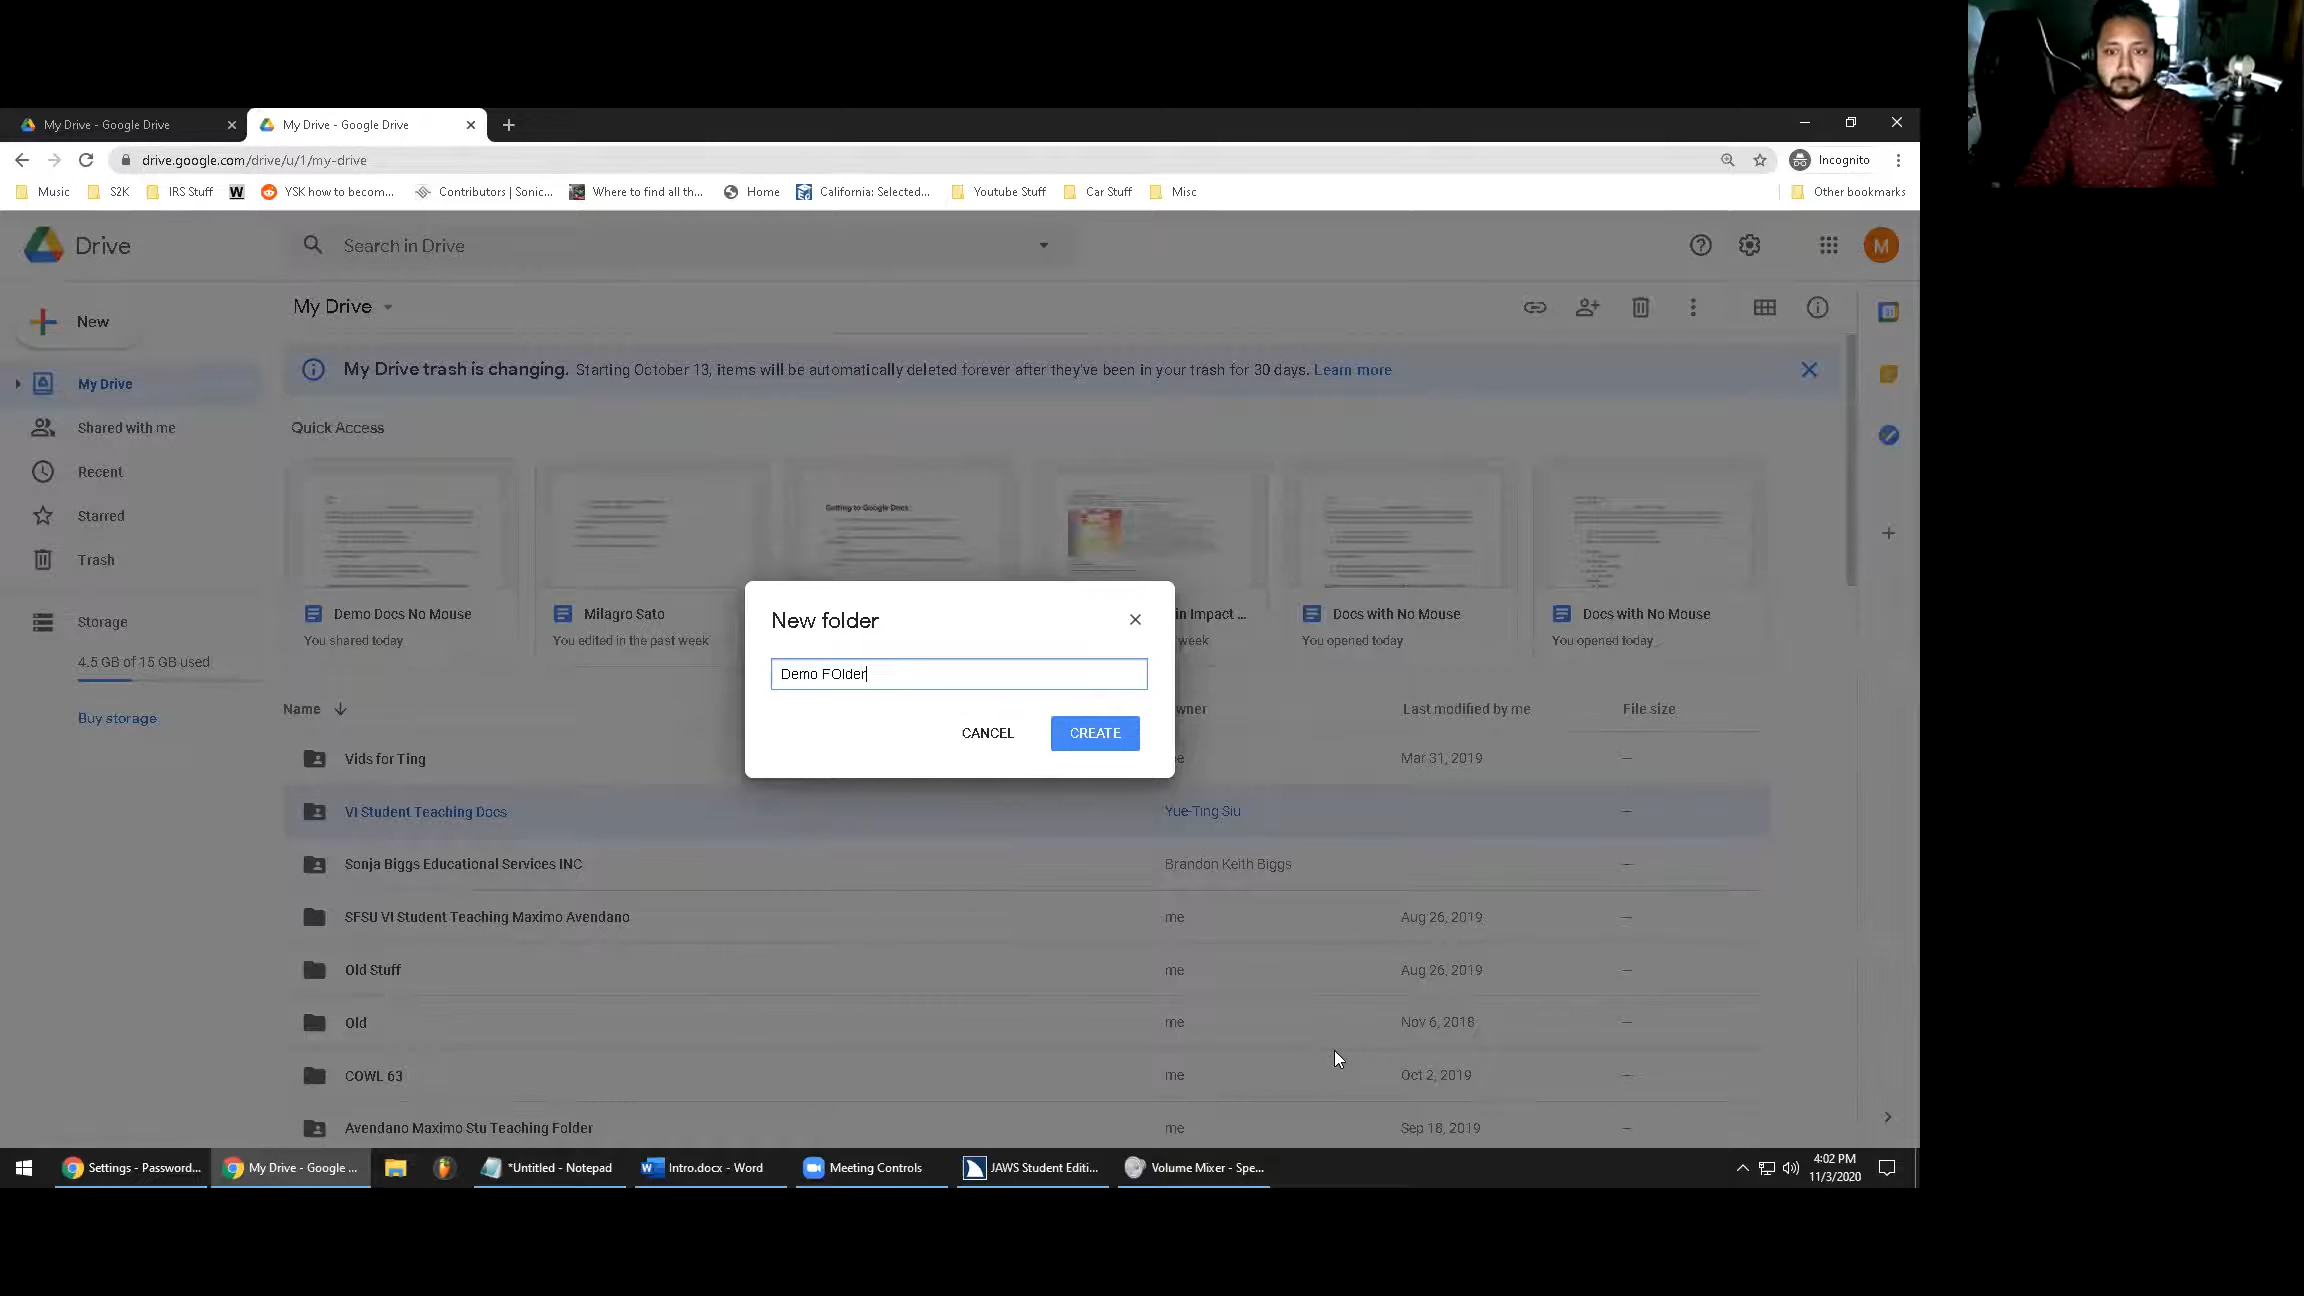 My Drive - Google Drive
My Drive - Google Drive
drive.google.com/drive/u/1/my-drive
Incognito
Music
S2K
IRS Stuff
W
YSK how to becom...
Contributors | Sonic...
Where to find all th...
Home
California: Selected...
Youtube Stuff
Car Stuff
Misc
Other bookmarks
Drive
Search in Drive
M
New
My Drive
My Drive trash is changing. Starting October 13, items will be automatically deleted forever after they've been in your trash for 30 days. Learn more
My Drive
Shared with me
Recent
Starred
Trash
Storage
4.5 GB of 15 GB used
Buy storage
Quick Access
Getting to Google Docs
Demo Docs No Mouse
You shared today
Milagro Sato
You edited in the past week
in Impact ...
week
Docs with No Mouse
You opened today
Docs with No Mouse
You opened today
New folder
Demo FOlder
CANCEL
CREATE
Name
wner
Last modified by me
File size
Vids for Ting
e
Mar 31, 2019
—
VI Student Teaching Docs
Yue-Ting Siu
—
Sonja Biggs Educational Services INC
Brandon Keith Biggs
—
SFSU VI Student Teaching Maximo Avendano
me
Aug 26, 2019
—
Old Stuff
me
Aug 26, 2019
—
Old
me
Nov 6, 2018
—
COWL 63
me
Oct 2, 2019
—
Avendano Maximo Stu Teaching Folder
me
Sep 18, 2019
—
Settings - Password...
My Drive - Google ...
*Untitled - Notepad
Intro.docx - Word
Meeting Controls
JAWS Student Editi...
Volume Mixer - Spe...
4:02 PM
11/3/2020